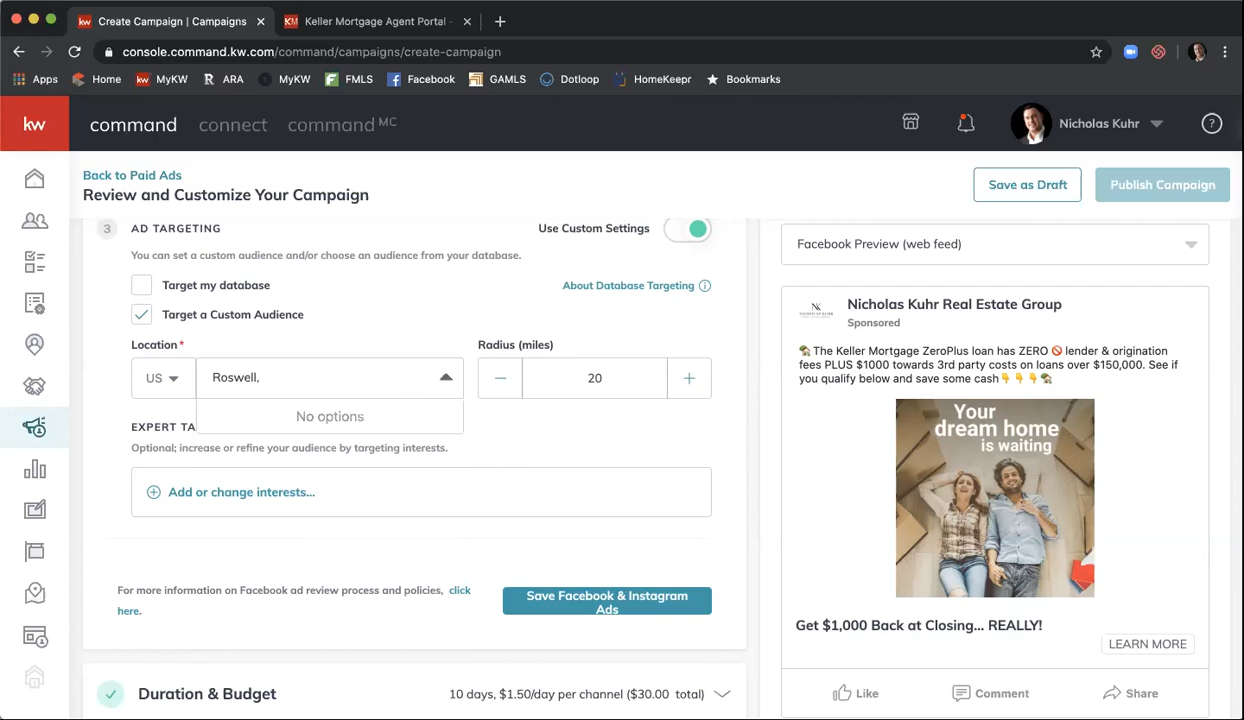 Create Campaign | Campaigns
Keller Mortgage Agent Portal -
console.command.kw.com/command/campaigns/create-campaign
Apps
Home
kw MyKW
R ARA
MyKW
FMLS
Facebook
GAMLS
Dotloop
HomeKeepr
Bookmarks
kw
command
connect
command MC
Nicholas Kuhr
Back to Paid Ads
Review and Customize Your Campaign
Save as Draft
Publish Campaign
3 AD TARGETING
Use Custom Settings
You can set a custom audience and/or choose an audience from your database.
Target my database
About Database Targeting
Target a Custom Audience
Location*
Radius (miles)
US
Roswell,
20
No options
EXPERT TA
Optional; increase or refine your audience by targeting interests.
Add or change interests...
For more information on Facebook ad review process and policies, click
here.
Save Facebook & Instagram
Ads
Duration & Budget
10 days, $1.50/day per channel ($30.00 total)
Facebook Preview (web feed)
NK
Nicholas Kuhr Real Estate Group
Sponsored
🏡The Keller Mortgage ZeroPlus loan has ZERO 🚫 lender & origination
fees PLUS $1000 towards 3rd party costs on loans over $150,000. See if
you qualify below and save some cash👇👇👇🏡
Your
dream home
is waiting
Get $1,000 Back at Closing... REALLY!
LEARN MORE
Like
Comment
Share